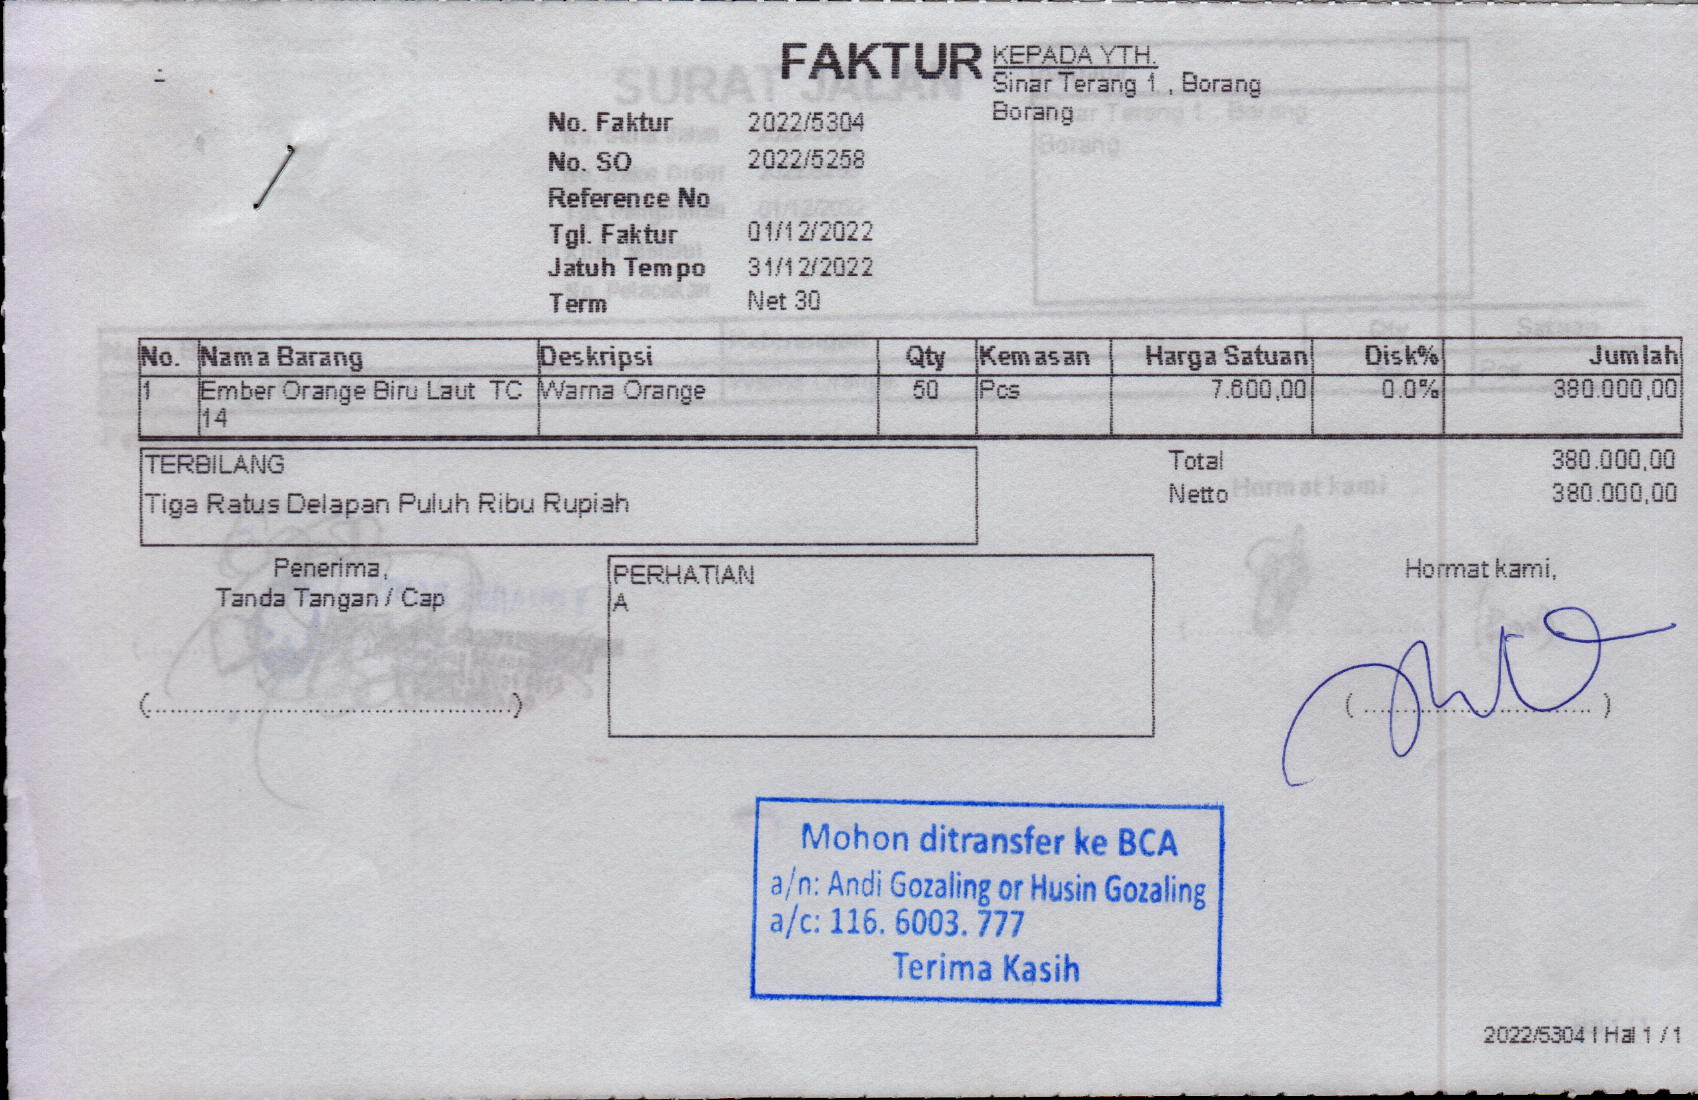 FAKTUR
KEPADA YTH.
Sinar Terang 1 , Borang
Borang
No. Faktur 2022/5304
No. SO 2022/5258
Reference No
Tgl. Faktur 01/12/2022
Jatuh Tempo 31/12/2022
Term Net 30
No. Nama Barang Deskripsi Qty Kemasan Harga Satuan Disk% Jumlah
1 Ember Orange Biru Laut TC Warna Orange 50 Pcs 7.600,00 0.0% 380.000,00
14
TERBILANG
Tiga Ratus Delapan Puluh Ribu Rupiah
Total 380.000,00
Netto 380.000,00
Penerima,
Tanda Tangan / Cap
(................................................)
PERHATIAN
A
Hormat kami,
( .............................. )
Mohon ditransfer ke BCA
a/n: Andi Gozaling or Husin Gozaling
a/c: 116. 6003. 777
Terima Kasih
2022/5304 I Hal 1 / 1